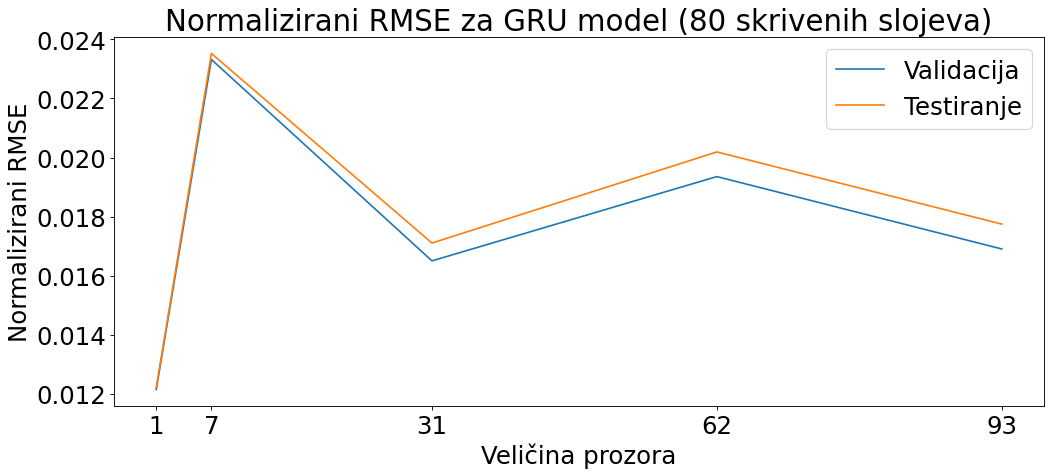 Normalizirani RMSE za GRU model (80 skrivenih slojeva)
Normalizirani RMSE
0.024
0.022
0.020
0.018
0.016
0.014
0.012
Validacija
Testiranje
1 7 31 62 93
Veličina prozora